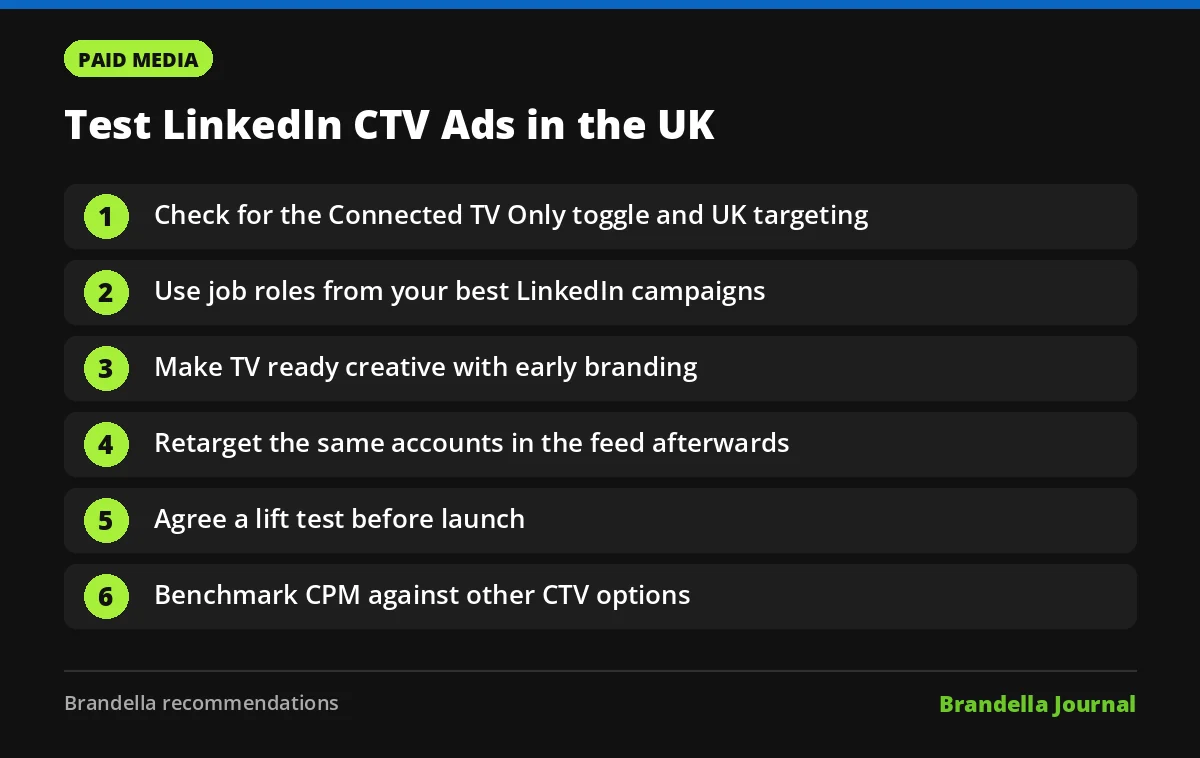 PAID MEDIA
Test LinkedIn CTV Ads in the UK
1 Check for the Connected TV Only toggle and UK targeting
2 Use job roles from your best LinkedIn campaigns
3 Make TV ready creative with early branding
4 Retarget the same accounts in the feed afterwards
5 Agree a lift test before launch
6 Benchmark CPM against other CTV options
Brandella recommendations
Brandella Journal